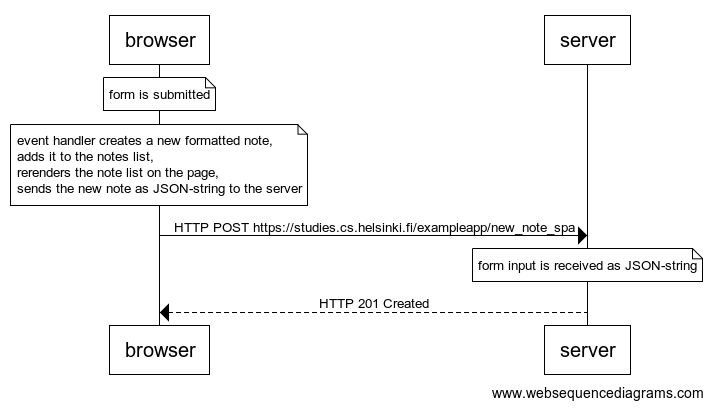 browser
server
form is submitted
event handler creates a new formatted note,
adds it to the notes list,
rerenders the note list on the page,
sends the new note as JSON-string to the server
HTTP POST https://studies.cs.helsinki.fi/exampleapp/new_note_spa
form input is received as JSON-string
HTTP 201 Created
browser
server
www.websequencediagrams.com